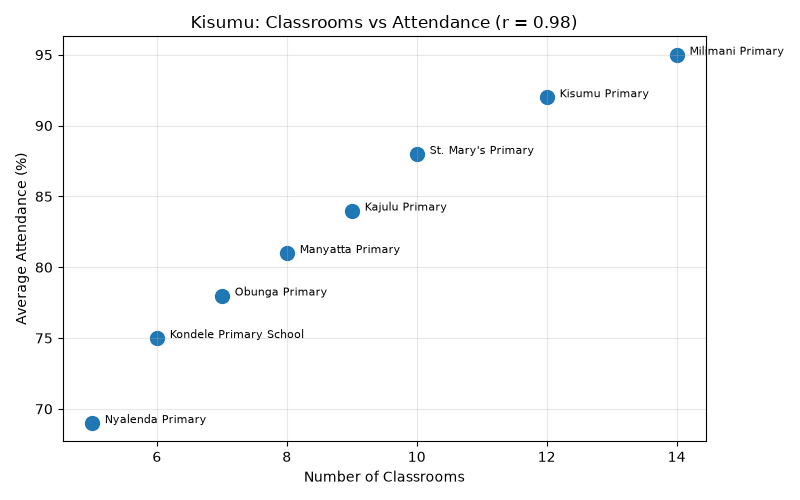 Kisumu: Classrooms vs Attendance (r = 0.98)
Average Attendance (%)
95
90
85
80
75
70
Milimani Primary
Kisumu Primary
St. Mary's Primary
Kajulu Primary
Manyatta Primary
Obunga Primary
Kondele Primary School
Nyalenda Primary
6 8 10 12 14
Number of Classrooms